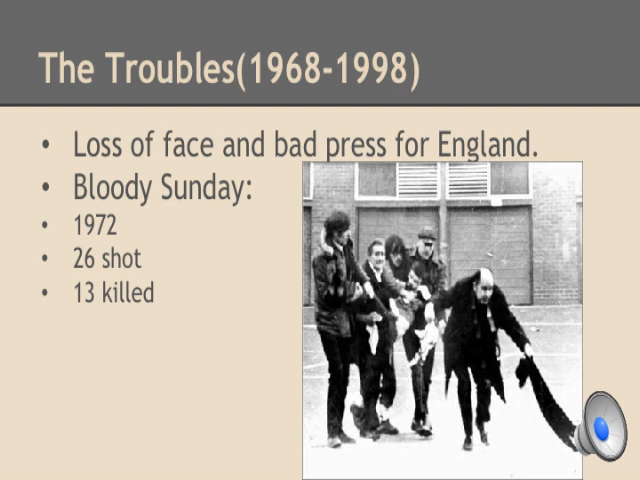 The Troubles(1968-1998)
• Loss of face and bad press for England.
• Bloody Sunday:
• 1972
• 26 shot
• 13 killed